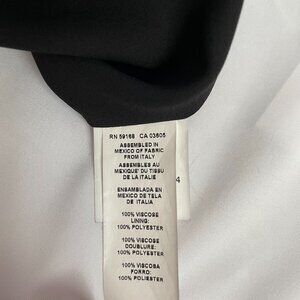 RN 59168 CA 03605
ASSEMBLED IN
MEXICO OF FABRIC
FROM ITALY
ASSEMBLES AU
MEXIQUE' DU TISSU
DE LA ITALIE
4
ENSAMBLADA EN
MEXICO DE TELA
DE ITALIA
100% VISCOSE
LINING:
100% POLYESTER
100% VISCOSE
DOUBLURE:
100% POLYESTER
100% VISCOSA
FORRO:
100% POLYESTER